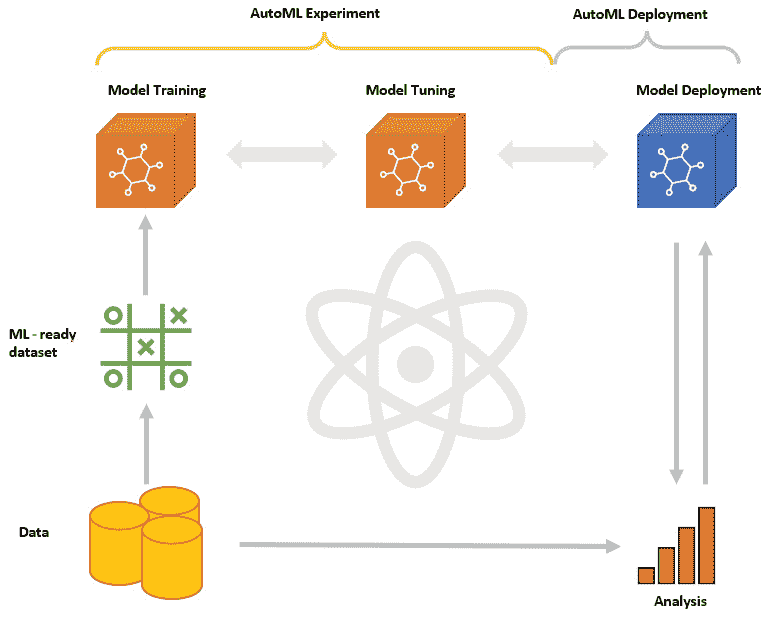 AutoML Experiment
AutoML Deployment
Model Training
Model Tuning
Model Deployment
ML - ready
dataset
Data
Analysis